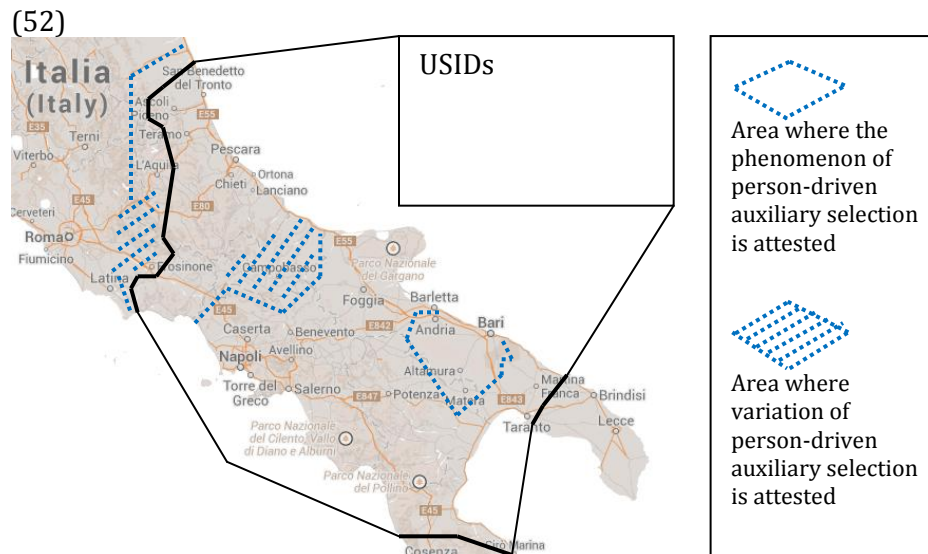 (52)
USIDs
Italia
(Italy)
San Benedetto
del Tronto
Ascoli
Piceno
E55
E35
Terni
Teramo
Viterbo
Pescara
L'Aquila
Ortona
Chieti
Lanciano
E45
E80
Cerveteri
Roma
Fiumicino
Frosinone
Latina
E55
Parco Nazionale
del Gargano
Campobasso
Foggia
Barletta
E45
Andria
Bari
Caserta
Benevento
E842
Napoli
Avellino
Altamura
Martina
Franca
Torre del
Greco
Salerno
E847
Potenza
Matera
E843
Brindisi
Taranto
Lecce
Parco Nazionale
del Cilento, Vallo
di Diano e Alburni
Parco Nazionale
del Pollino
E45
Cosenza
Cirò Marina
Area where the
phenomenon of
person-driven
auxiliary selection
is attested
Area where
variation of
person-driven
auxiliary selection
is attested